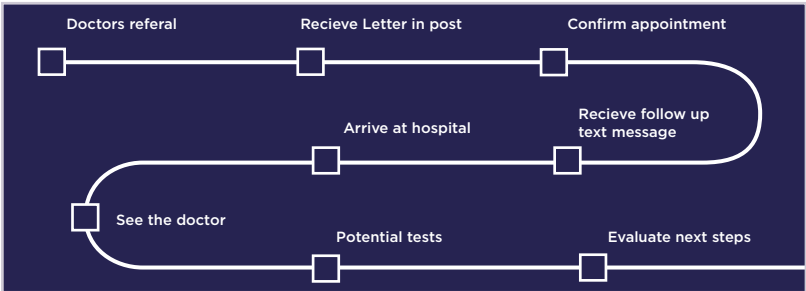 Doctors referal
Recieve Letter in post
Confirm appointment
Recieve follow up
text message
Arrive at hospital
See the doctor
Potential tests
Evaluate next steps